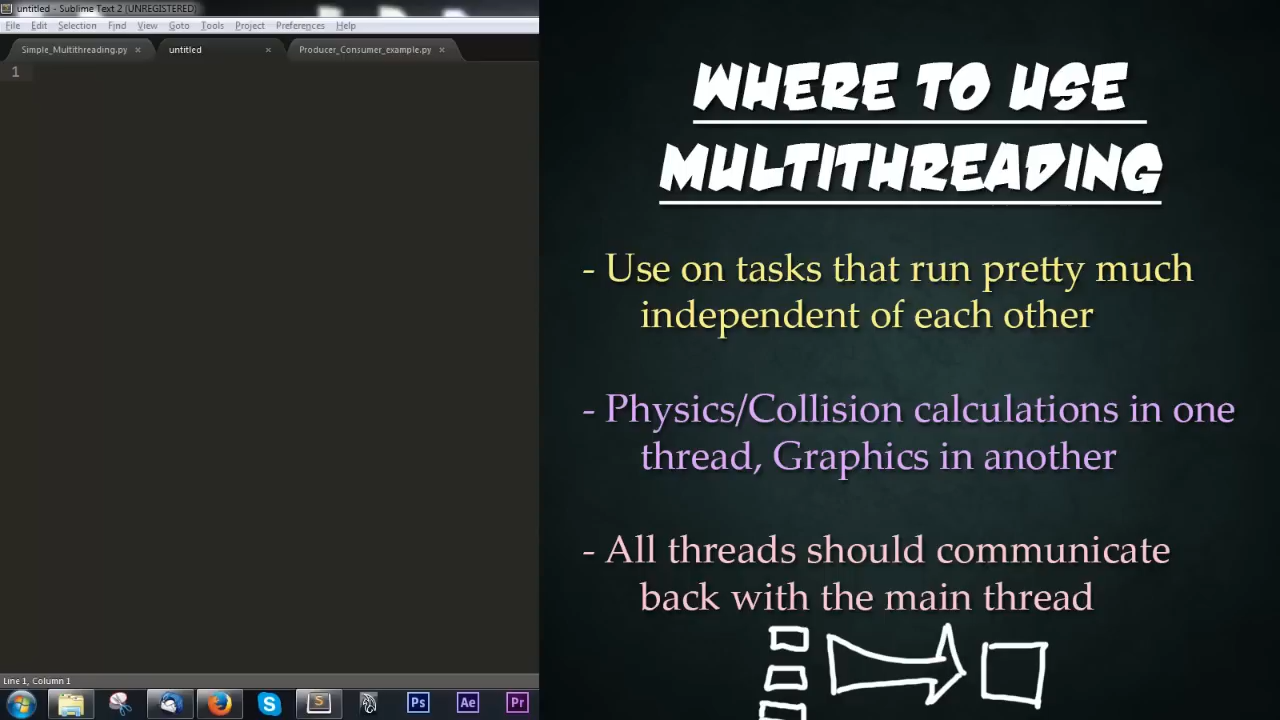 untitled - Sublime Text 2 (UNREGISTERED)
File Edit Selection Find View Goto Tools Project Preferences Help
Simple_Multithreading.py × untitled × Producer_Consumer_example.py ×
1
WHERE TO USE
MULTITHREADING
- Use on tasks that run pretty much
independent of each other
- Physics/Collision calculations in one
thread, Graphics in another
- All threads should communicate
back with the main thread
Line 1, Column 1
S S Ps Ae Pr